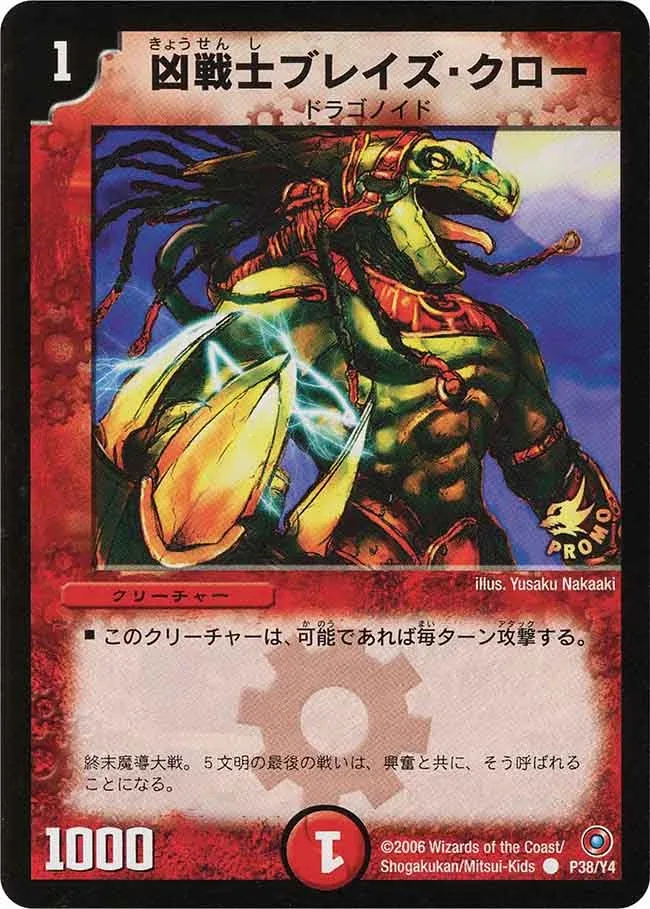 1
きょうせんし
凶戦士ブレイズ・クロー
ドラゴノイド
PROMO
illus. Yusaku Nakaaki
クリーチャー
かのう まい アタック
■ このクリーチャーは、可能であれば毎ターン攻撃する。
終末魔導大戦。５文明の最後の戦いは、興奮と共に、そう呼ばれる
ことになる。
1000
1
©2006 Wizards of the Coast/
Shogakukan/Mitsui-Kids
P38/Y4